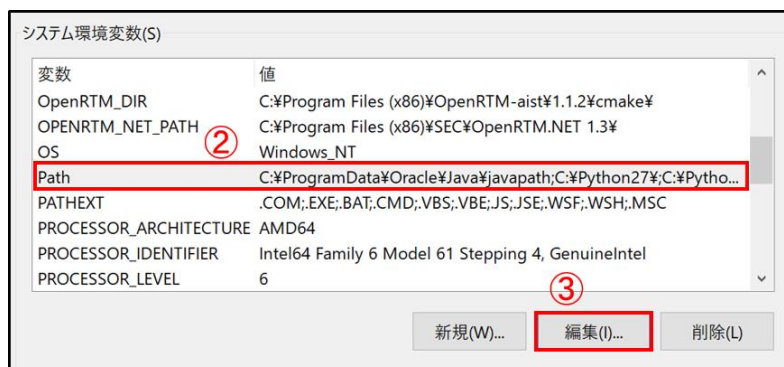 システム環境変数(S)
変数 値
OpenRTM_DIR C:¥Program Files (x86)¥OpenRTM-aist¥1.1.2¥cmake¥
OPENRTM_NET_PATH C:¥Program Files (x86)¥SEC¥OpenRTM.NET 1.3¥
②
OS Windows_NT
Path C:¥ProgramData¥Oracle¥Java¥javapath;C:¥Python27¥;C:¥Pytho...
PATHEXT .COM;.EXE;.BAT;.CMD;.VBS;.VBE;.JS;.JSE;.WSF;.WSH;.MSC
PROCESSOR_ARCHITECTURE AMD64
PROCESSOR_IDENTIFIER Intel64 Family 6 Model 61 Stepping 4, GenuineIntel
PROCESSOR_LEVEL 6
③
新規(W)... 編集(I)... 削除(L)